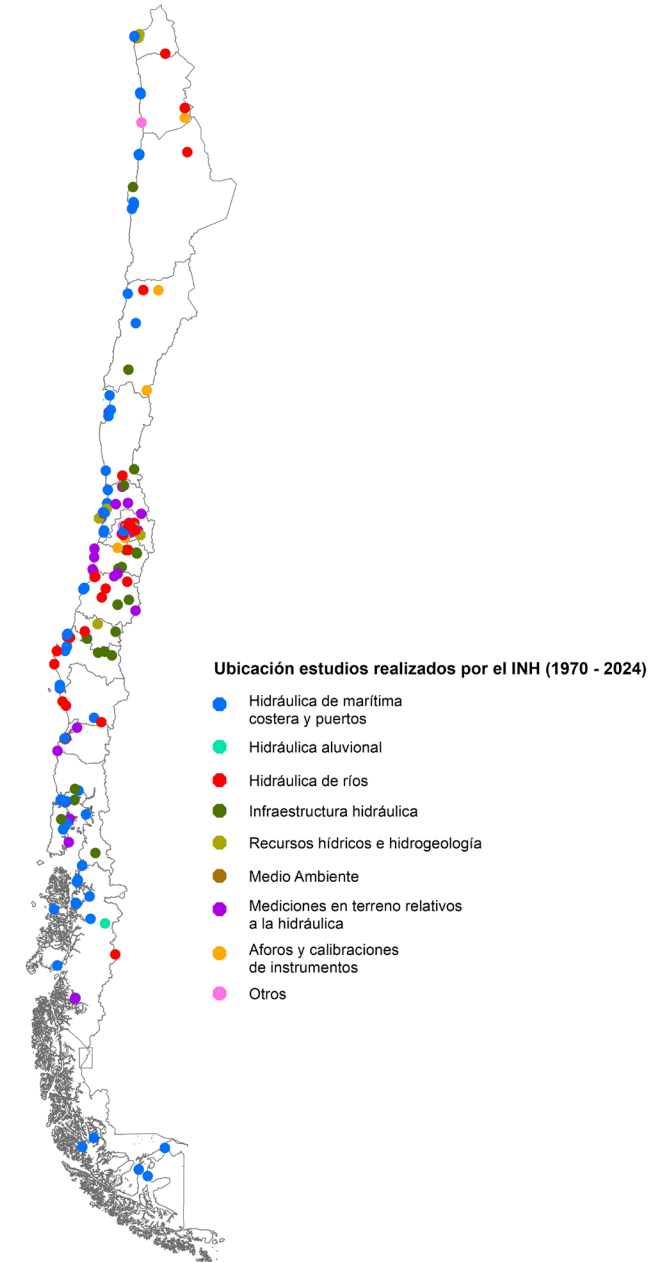 Ubicación estudios realizados por el INH (1970 - 2024)
Hidráulica de marítima
costera y puertos
Hidráulica aluvional
Hidráulica de ríos
Infraestructura hidráulica
Recursos hídricos e hidrogeología
Medio Ambiente
Mediciones en terreno relativos
a la hidráulica
Aforos y calibraciones
de instrumentos
Otros